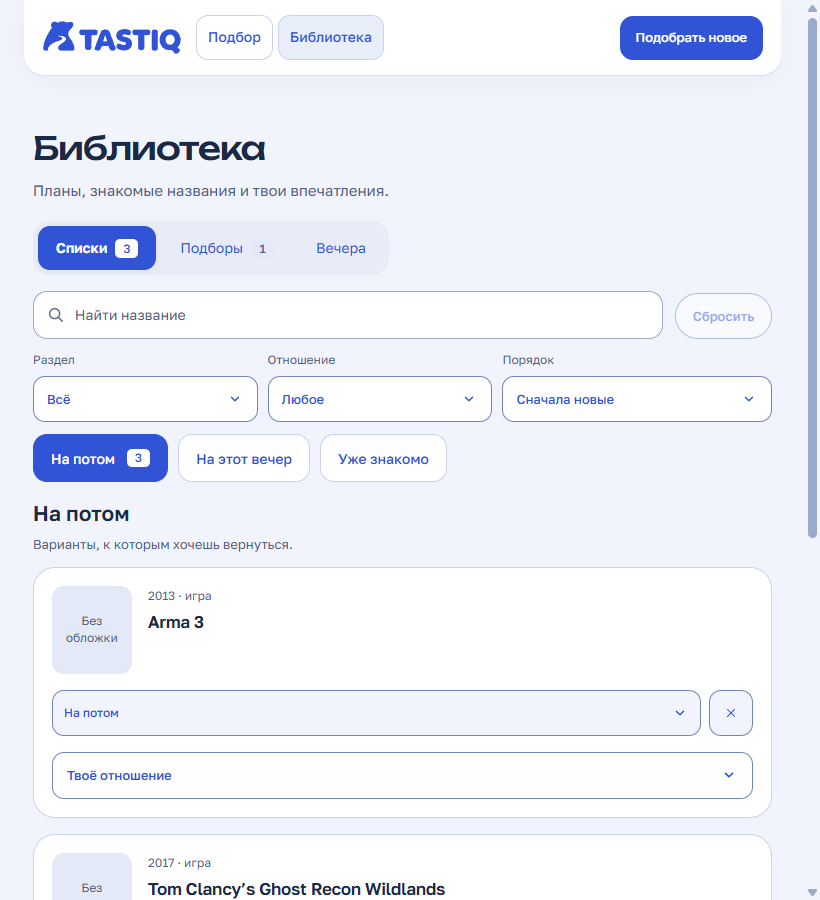 TASTIQ
Подбор
Библиотека
Подобрать новое
Библиотека
Планы, знакомые названия и твои впечатления.
Списки 3
Подборы 1
Вечера
Найти название
Сбросить
Раздел
Отношение
Порядок
Всё
Любое
Сначала новые
На потом 3
На этот вечер
Уже знакомо
На потом
Варианты, к которым хочешь вернуться.
Без
обложки
2013 · игра
Arma 3
На потом
Твоё отношение
Без
2017 · игра
Tom Clancy’s Ghost Recon Wildlands